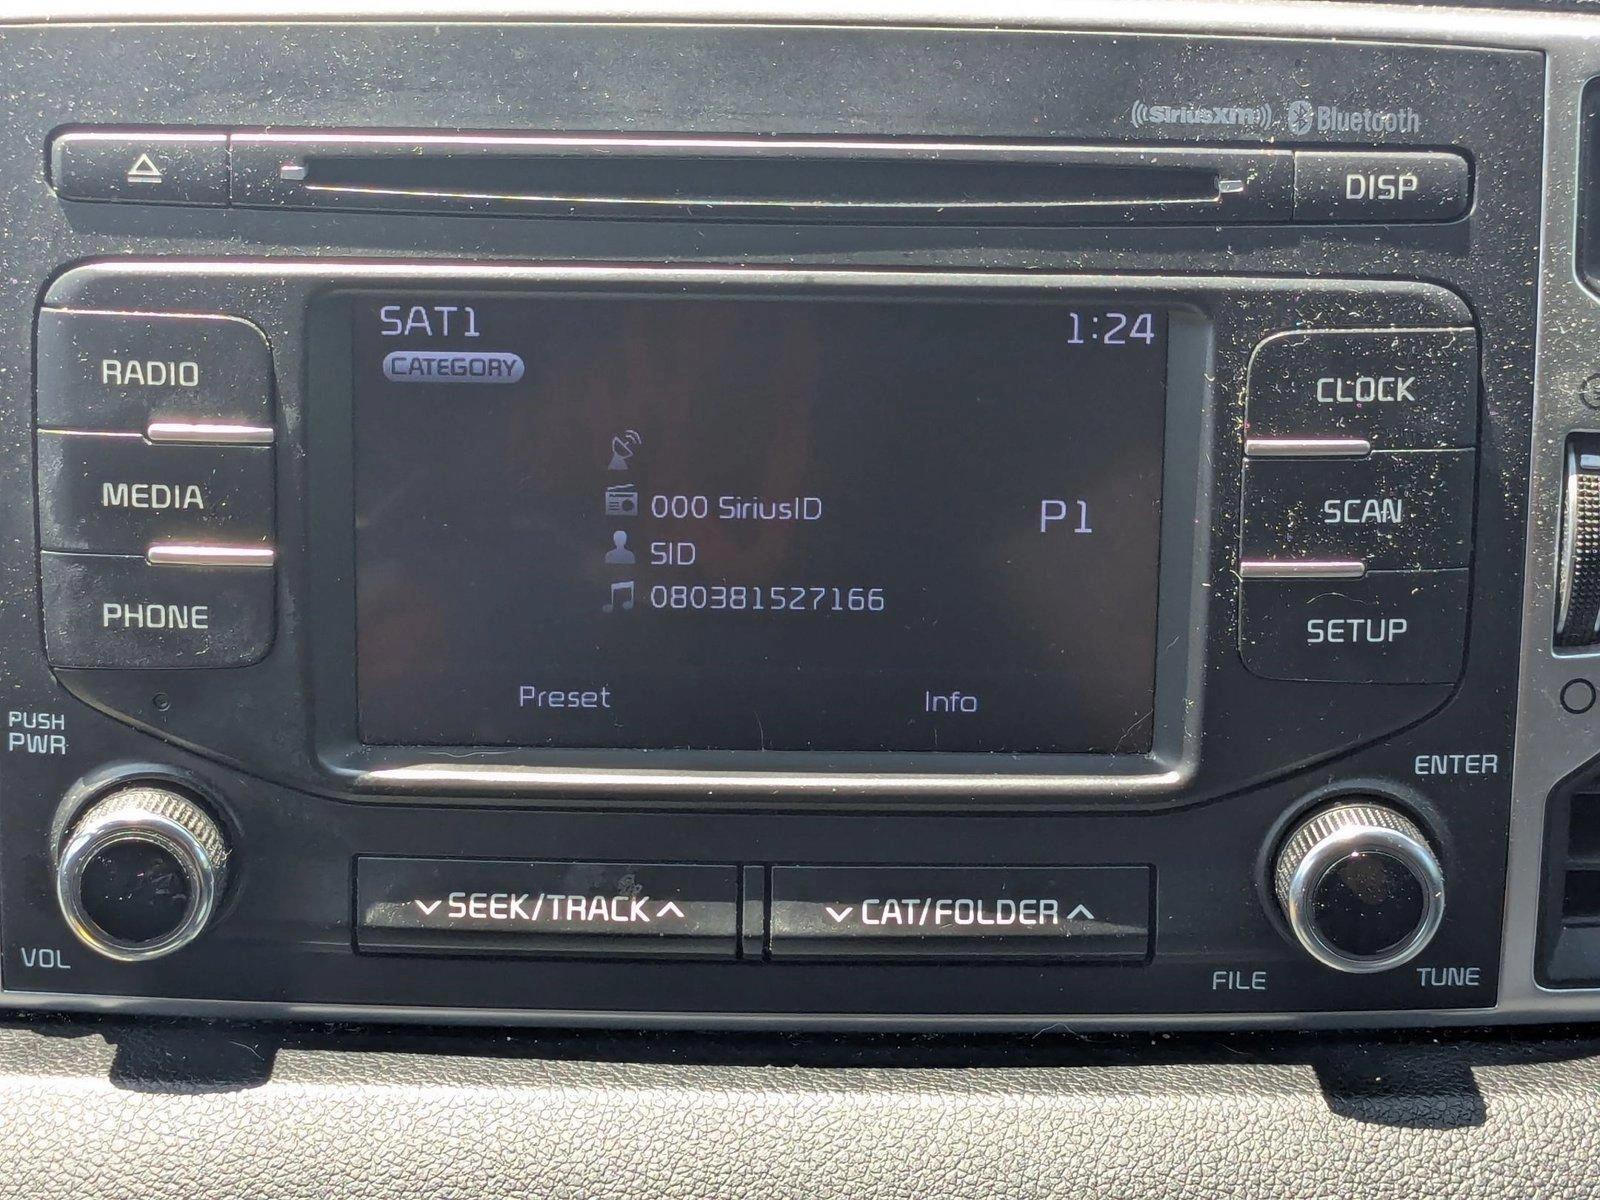 ((SiriusXM)) Bluetooth
DISP
SAT1
1:24
CATEGORY
RADIO
CLOCK
MEDIA
000 SiriusID
P1
SCAN
SID
080381527166
PHONE
SETUP
Preset
Info
PUSH
PWR
ENTER
SEEK/TRACK
CAT/FOLDER
VOL
FILE
TUNE